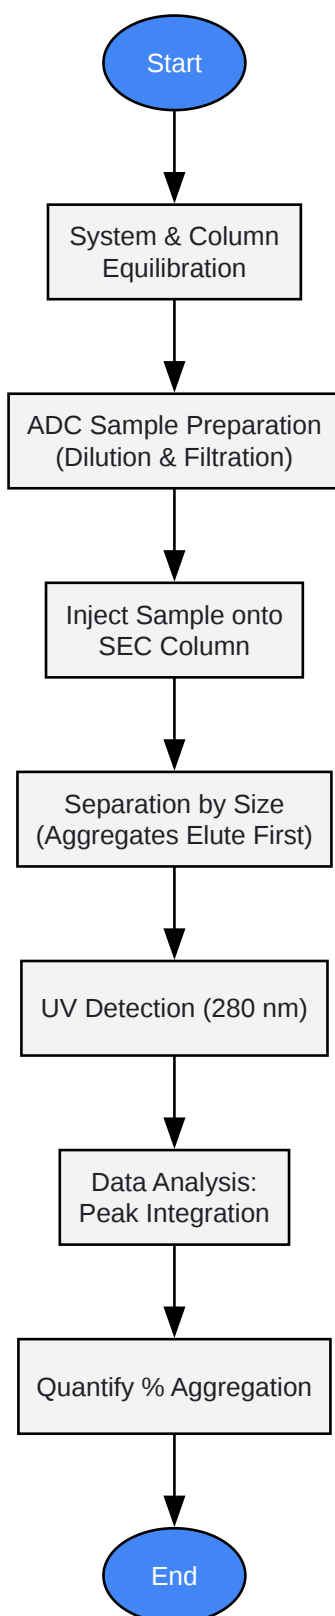 Start
System & Column
Equilibration
ADC Sample Preparation
(Dilution & Filtration)
Inject Sample onto
SEC Column
Separation by Size
(Aggregates Elute First)
UV Detection (280 nm)
Data Analysis:
Peak Integration
Quantify % Aggregation
End